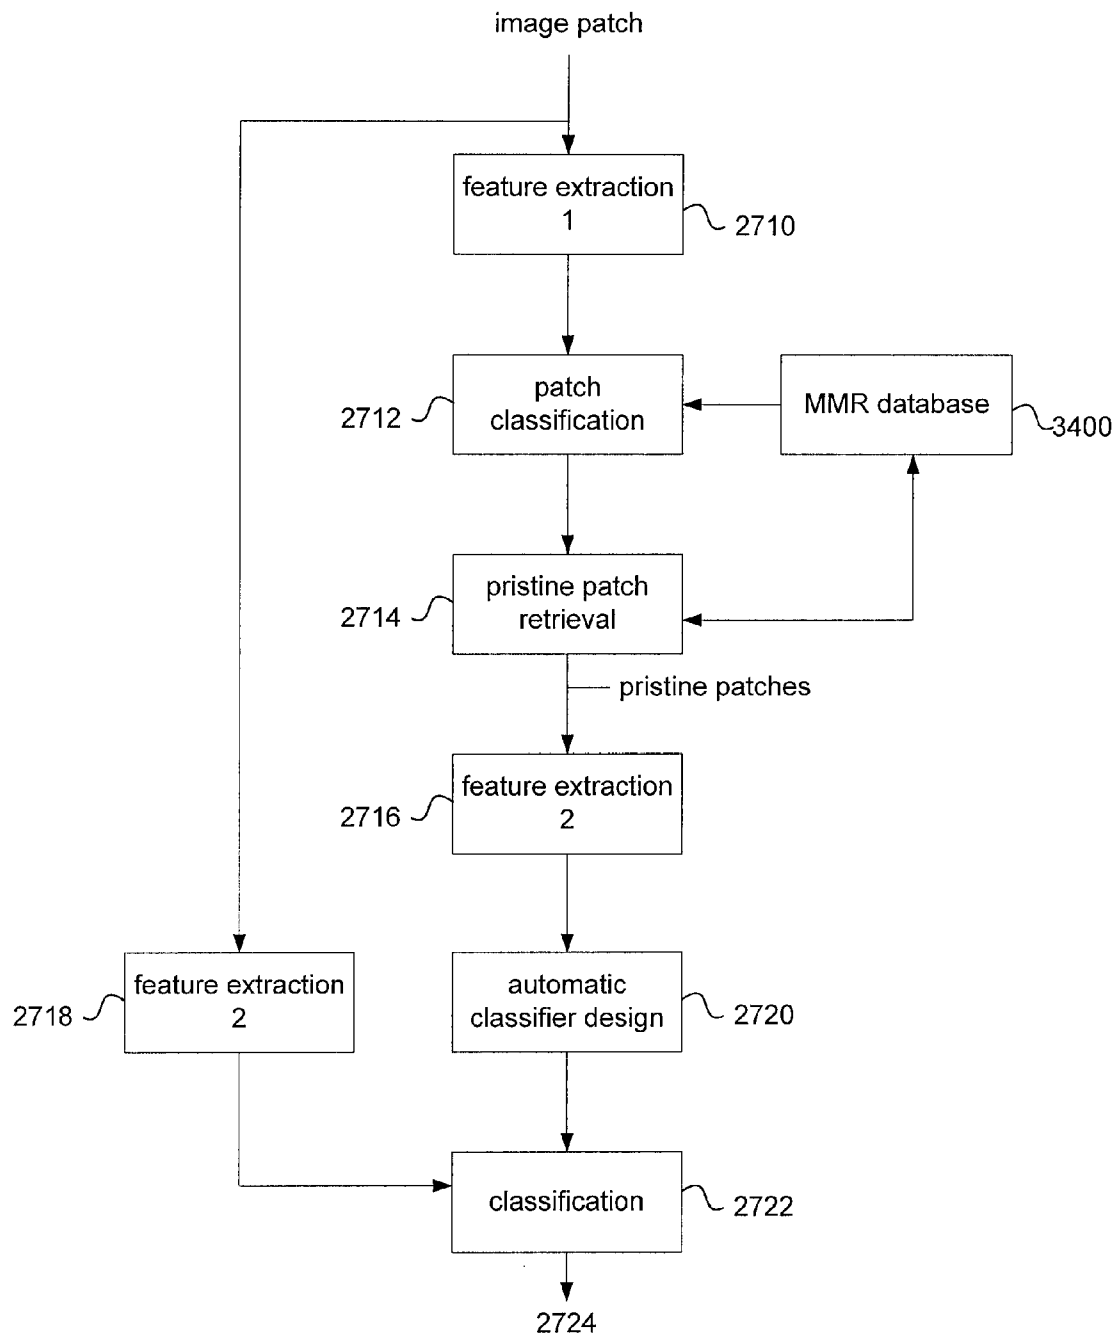 image patch
feature extraction
1
2710
patch
classification
2712
MMR database
3400
pristine patch
retrieval
2714
pristine patches
feature extraction
2
2716
feature extraction
2
2718
automatic
classifier design
2720
classification
2722
2724